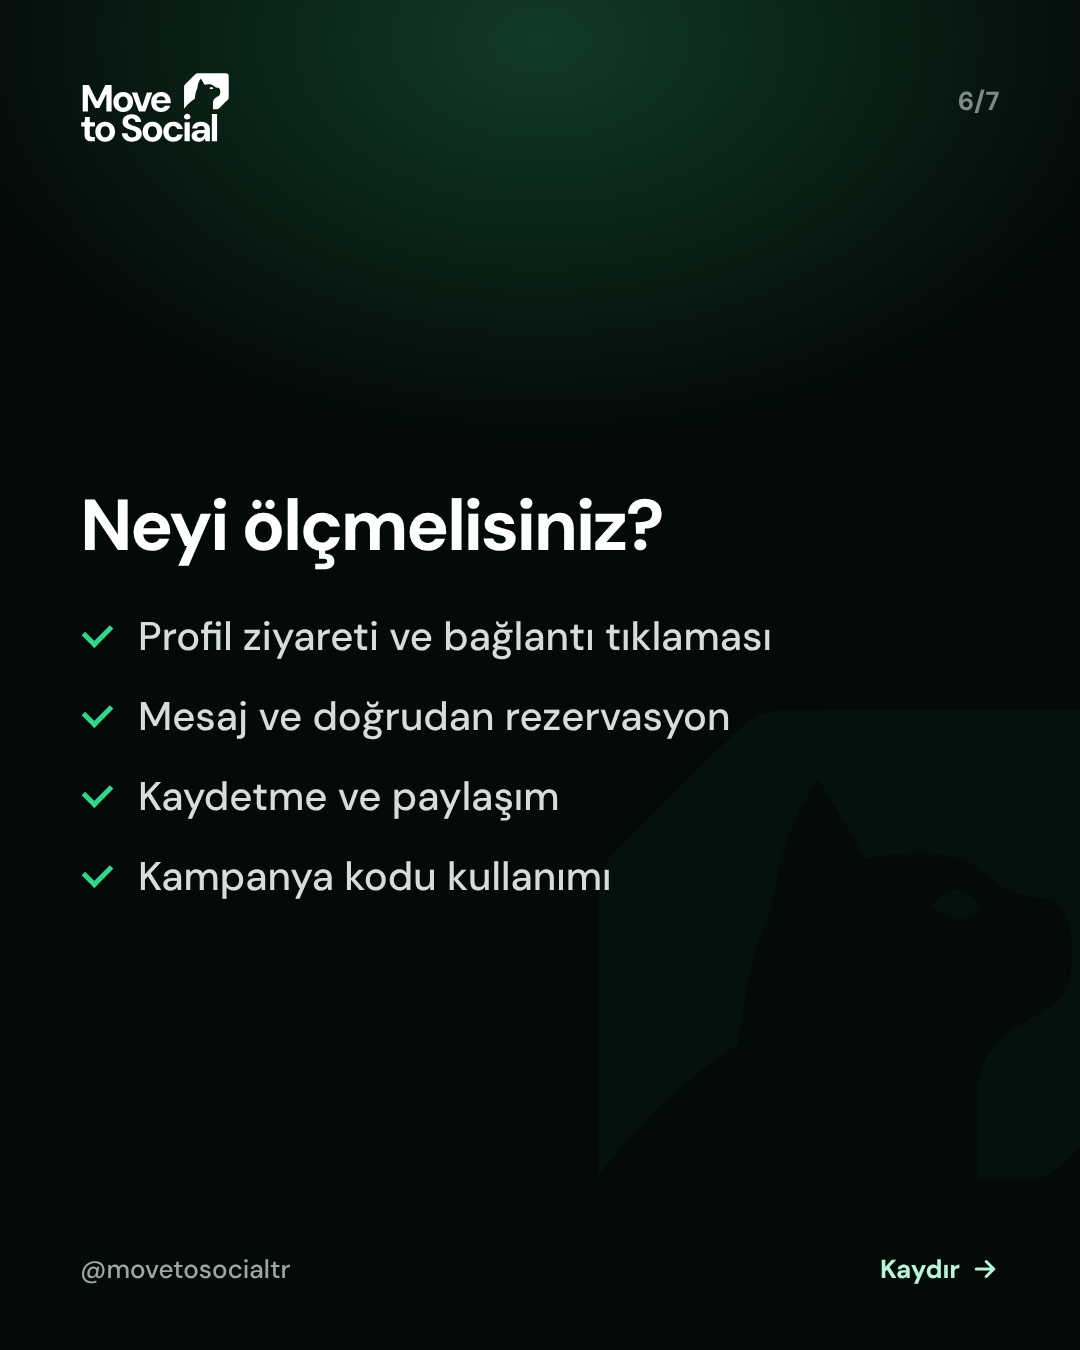 Move
to Social
6/7
Neyi ölçmelisiniz?
Profil ziyareti ve bağlantı tıklaması
Mesaj ve doğrudan rezervasyon
Kaydetme ve paylaşım
Kampanya kodu kullanımı
@movetosocialtr
Kaydır →